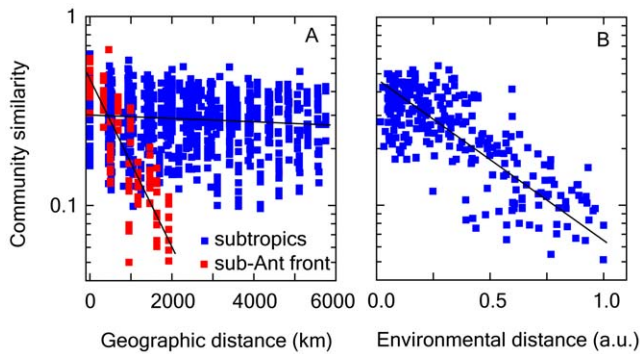 1
A
B
Community similarity
0.1
subtropics
sub-Ant front
0 2000 4000 6000
0.0 0.5 1.0
Geographic distance (km)
Environmental distance (a.u.)